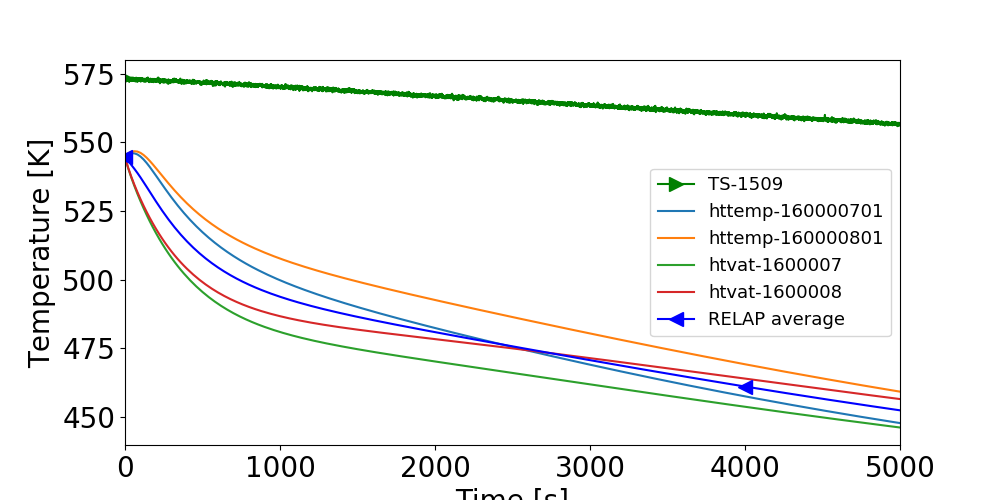 Temperature [K]
575
550
525
500
475
450
TS-1509
httemp-160000701
httemp-160000801
htvat-1600007
htvat-1600008
RELAP average
0 1000 2000 3000 4000 5000
Time [s]